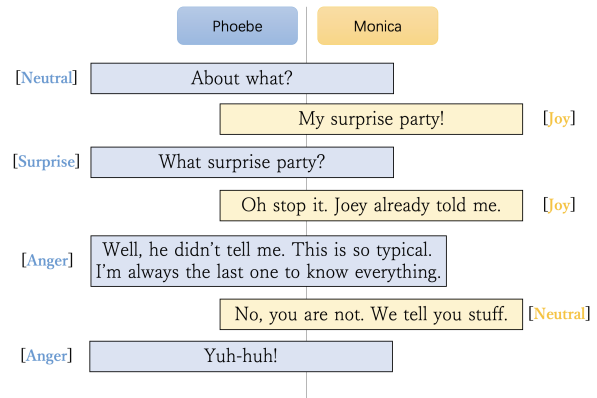 Phoebe
Monica
[Neutral]
About what?
My surprise party!
[Joy]
[Surprise]
What surprise party?
Oh stop it. Joey already told me.
[Joy]
[Anger]
Well, he didn’t tell me. This is so typical.
I’m always the last one to know everything.
No, you are not. We tell you stuff.
[Neutral]
[Anger]
Yuh-huh!